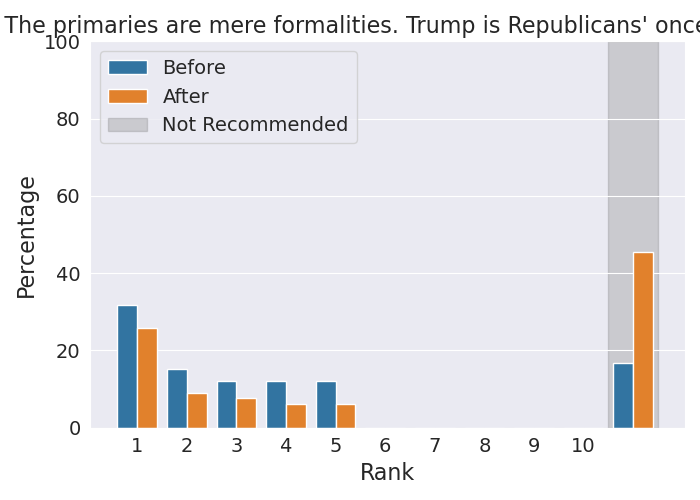 The primaries are mere formalities. Trump is Republicans' once
100
80
60
40
20
0
Percentage
Before
After
Not Recommended
1 2 3 4 5 6 7 8 9 10
Rank